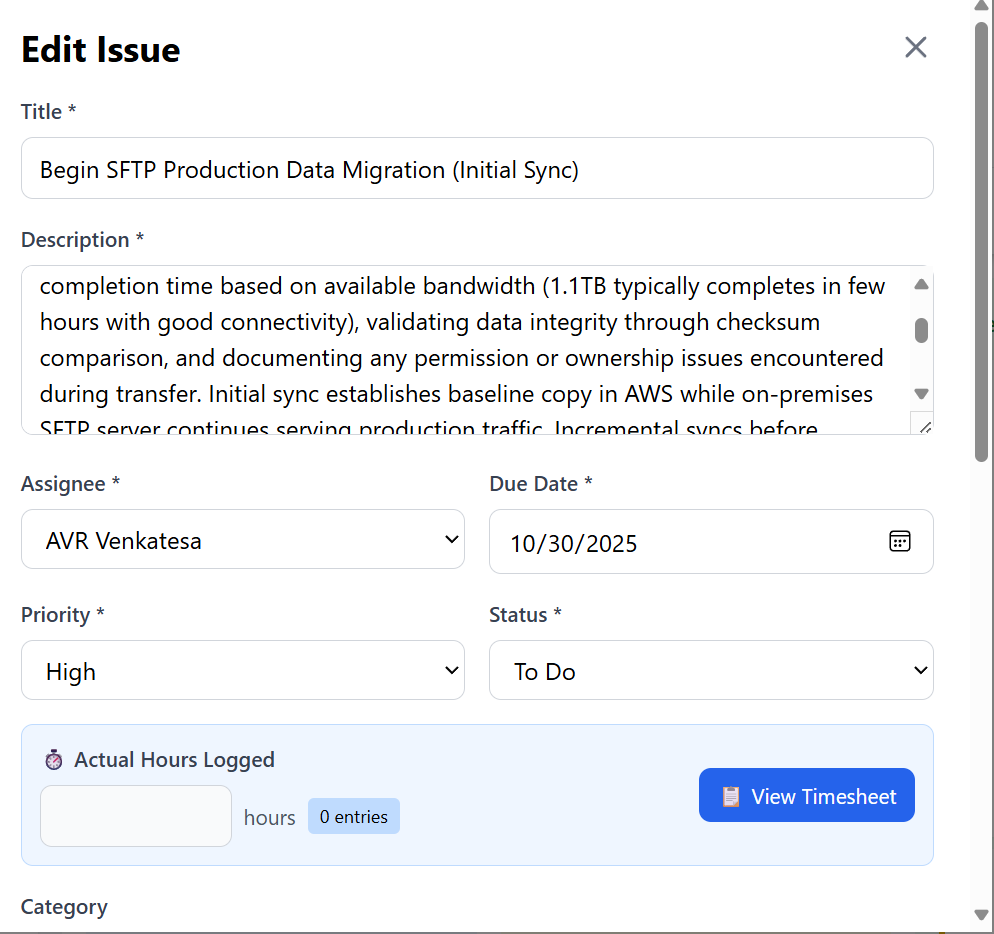 Edit Issue
Title *
Begin SFTP Production Data Migration (Initial Sync)
Description *
completion time based on available bandwidth (1.1TB typically completes in few
hours with good connectivity), validating data integrity through checksum
comparison, and documenting any permission or ownership issues encountered
during transfer. Initial sync establishes baseline copy in AWS while on-premises
SFTP server continues serving production traffic. Incremental syncs before
Assignee *
Due Date *
AVR Venkatesa
10/30/2025
Priority *
Status *
High
To Do
Actual Hours Logged
hours
0 entries
View Timesheet
Category